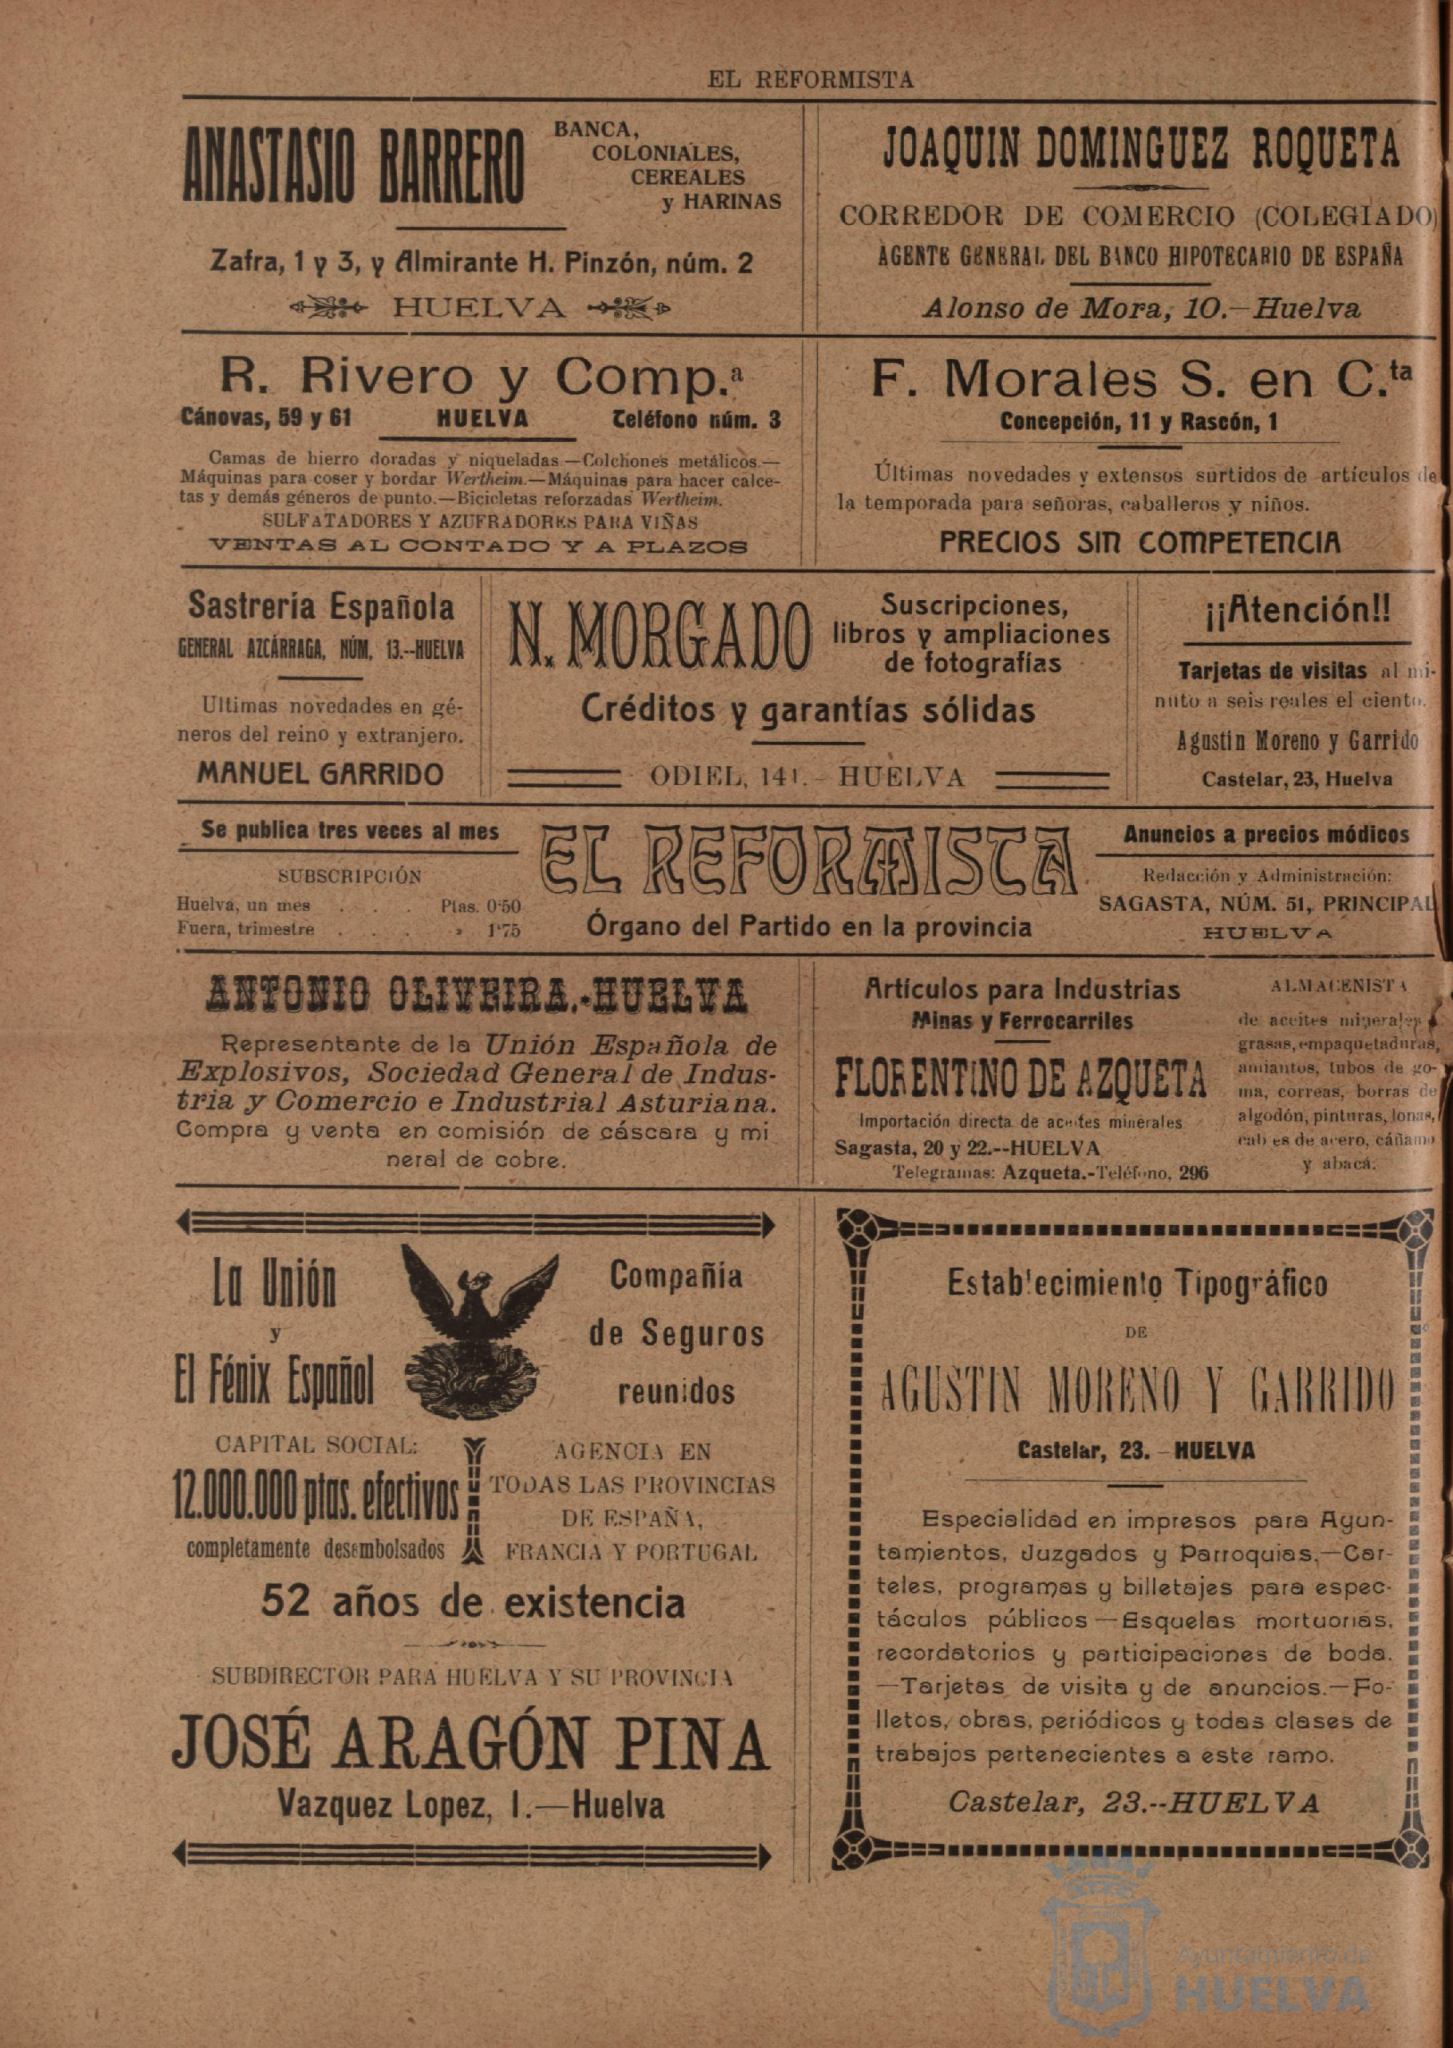 EL REFORMISTA
ANASTASIO BARRERO
BANCA,
COLONIALES,
CEREALES
y HARINAS
Zafra, 1 y 3, y Almirante H. Pinzón, núm. 2
HUELVA
JOAQUIN DOMINGUEZ ROQUETA
CORREDOR DE COMERCIO (COLEGIADO)
AGENTE GENERAL DEL BANCO HIPOTECARIO DE ESPAÑA
Alonso de Mora, 10.—Huelva
R. Rivero y Comp.ª
Cánovas, 59 y 61 HUELVA Teléfono núm. 3
Camas de hierro doradas y niqueladas.—Colchones metálicos.—
Máquinas para coser y bordar Wertheim.—Máquinas para hacer calce-
tas y demás géneros de punto.—Bicicletas reforzadas Wertheim.
SULFATADORES Y AZUFRADORES PARA VIÑAS
VENTAS AL CONTADO Y A PLAZOS
F. Morales S. en C.ta
Concepción, 11 y Rascón, 1
Últimas novedades y extensos surtidos de artículos de
la temporada para señoras, caballeros y niños.
PRECIOS SIN COMPETENCIA
Sastrería Española
GENERAL AZCÁRRAGA, NÚM. 13.--HUELVA
Ultimas novedades en gé-
neros del reino y extranjero.
MANUEL GARRIDO
N. MORGADO
Suscripciones,
libros y ampliaciones
de fotografías
Créditos y garantías sólidas
ODIEL, 141.—HUELVA
¡¡Atención!!
Tarjetas de visitas al mi-
nuto a seis reales el ciento.
Agustin Moreno y Garrido
Castelar, 23, Huelva
Se publica tres veces al mes
SUBSCRIPCIÓN
Huelva, un mes . . . Ptas. 0'50
Fuera, trimestre . . . » 1'75
EL REFORMISTA
Órgano del Partido en la provincia
Anuncios a precios módicos
Redacción y Administración:
SAGASTA, NÚM. 51, PRINCIPAL
HUELVA
ANTONIO OLIVEIRA.-HUELVA
Representante de la Unión Española de
Explosivos, Sociedad General de Indus-
tria y Comercio e Industrial Asturiana.
Compra y venta en comisión de cáscara y mi
neral de cobre.
Artículos para Industrias
Minas y Ferrocarriles
FLORENTINO DE AZQUETA
Importación directa de aceites minerales
Sagasta, 20 y 22.--HUELVA
Telegramas: Azqueta.-Teléfono, 296
ALMACENISTA
de aceites minerales
grasas, empaquetaduras,
amiantos, tubos de go-
ma, correas, borras de
algodón, pinturas, lonas,
cab es de acero, cáñamo
y abacá.
La Unión
y
El Fénix Español
Compañía
de Seguros
reunidos
CAPITAL SOCIAL:
12.000.000 ptas. efectivos
completamente desembolsados
AGENCIA EN
TODAS LAS PROVINCIAS
DE ESPAÑA,
FRANCIA Y PORTUGAL
52 años de existencia
SUBDIRECTOR PARA HUELVA Y SU PROVINCIA
JOSÉ ARAGÓN PINA
Vazquez Lopez, 1.—Huelva
Establecimiento Tipográfico
DE
AGUSTIN MORENO Y GARRIDO
Castelar, 23.—HUELVA
Especialidad en impresos para Ayun-
tamientos, Juzgados y Parroquias.—Car-
teles, programas y billetajes para espec-
táculos públicos—Esquelas mortuorias,
recordatorios y participaciones de boda.
—Tarjetas de visita y de anuncios.—Fo-
lletos, obras, periódicos y todas clases de
trabajos pertenecientes a este ramo.
Castelar, 23.--HUELVA
Ayuntamiento de
HUELVA